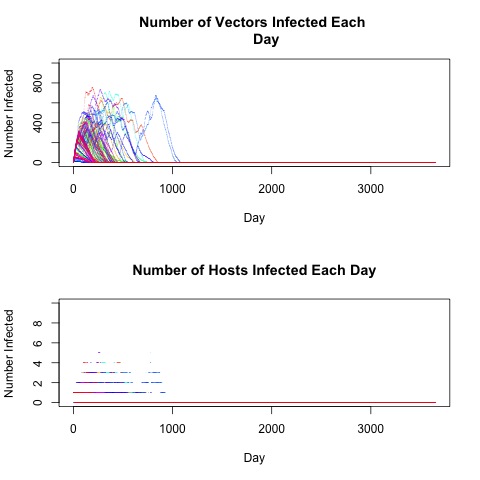 Number of Vectors Infected Each
Day
Number Infected
800
400
0
0 1000 2000 3000
Day
Number of Hosts Infected Each Day
Number Infected
8
6
4
2
0
0 1000 2000 3000
Day